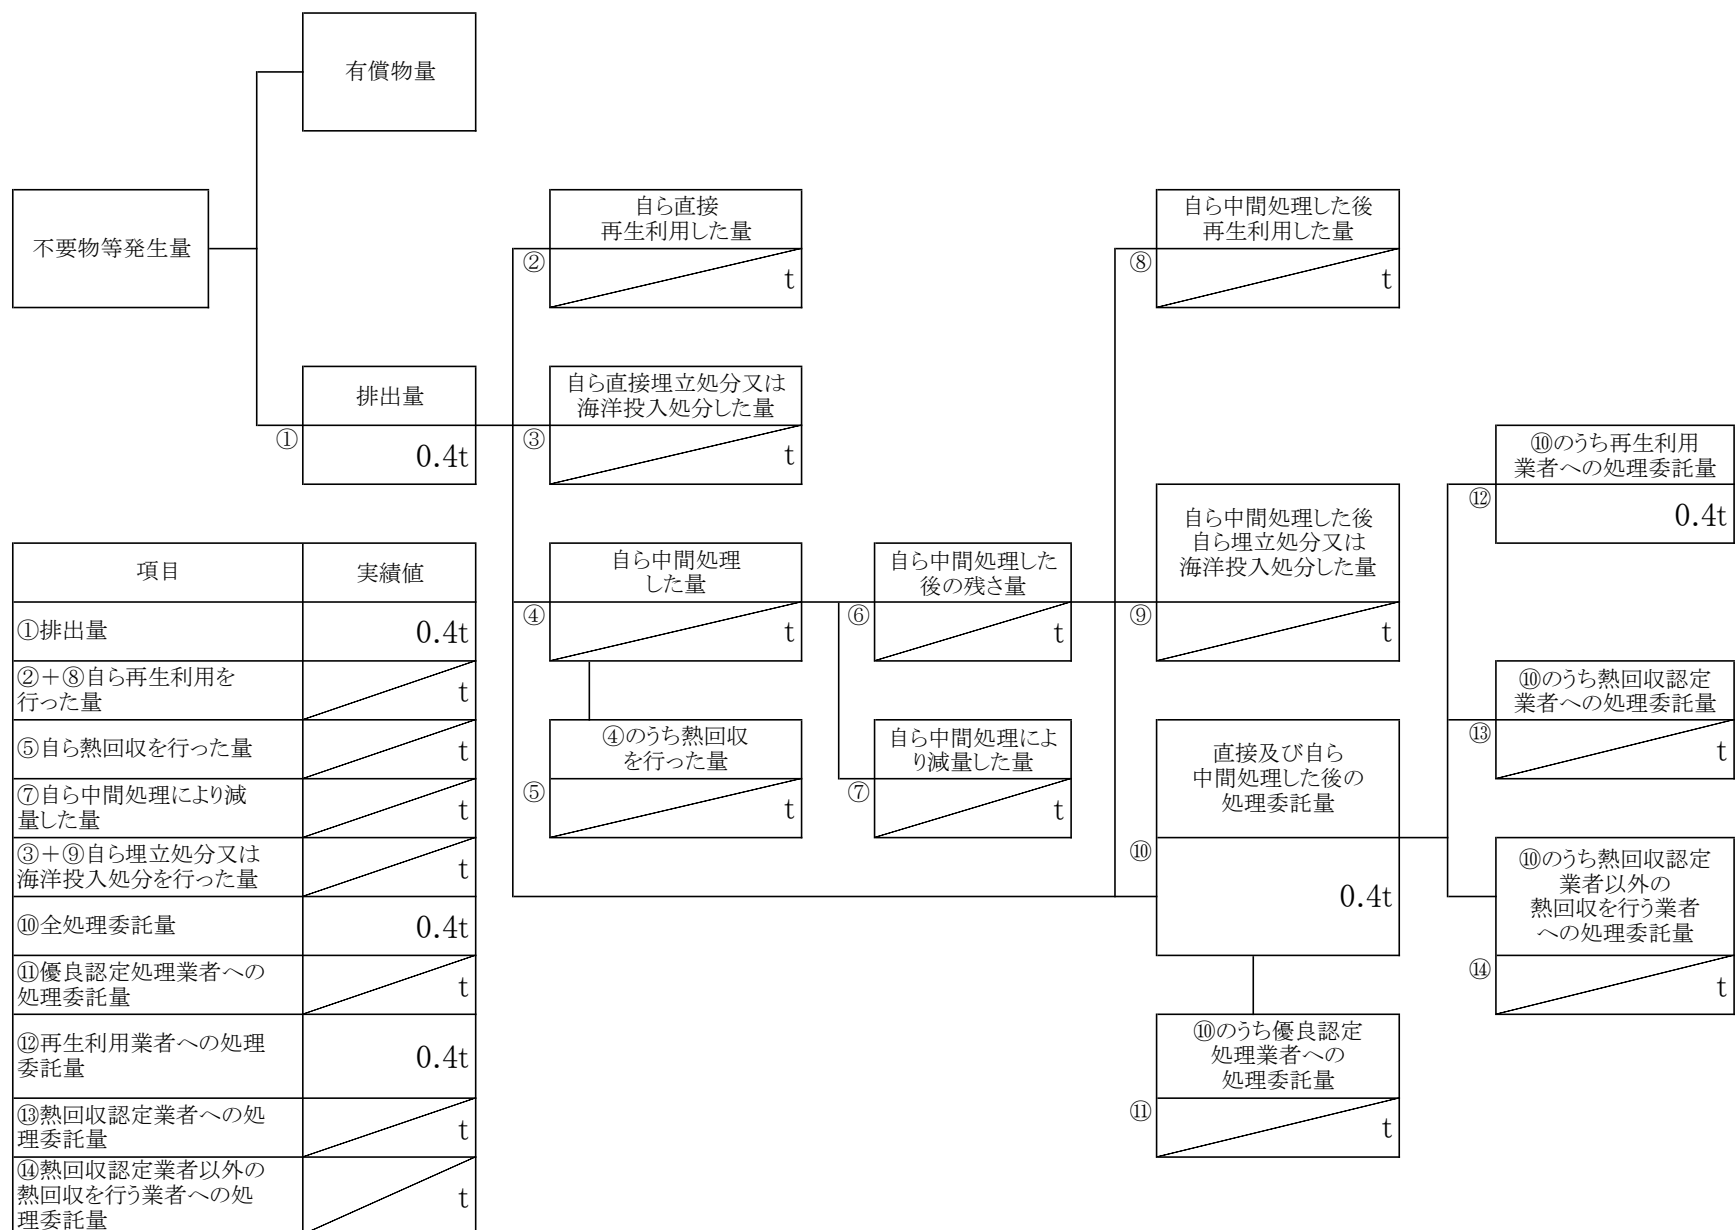 有償物量
不要物等発生量
自ら直接
再生利用した量
②
t
自ら中間処理した後
再生利用した量
⑧
t
排出量
①
0.4t
自ら直接埋立処分又は
海洋投入処分した量
③
t
⑩のうち再生利用
業者への処理委託量
⑫
0.4t
自ら中間処理
した量
④
t
自ら中間処理した
後の残さ量
⑥
t
自ら中間処理した後
自ら埋立処分又は
海洋投入処分した量
⑨
t
④のうち熱回収
を行った量
⑤
t
自ら中間処理によ
り減量した量
⑦
t
直接及び自ら
中間処理した後の
処理委託量
⑩
0.4t
⑩のうち熱回収認定
業者への処理委託量
⑬
t
⑩のうち熱回収認定
業者以外の
熱回収を行う業者
への処理委託量
⑭
t
⑩のうち優良認定
処理業者への
処理委託量
⑪
t
項目 実績値
①排出量 0.4t
②+⑧自ら再生利用を
行った量
t
⑤自ら熱回収を行った量 t
⑦自ら中間処理により減
量した量
t
③+⑨自ら埋立処分又は
海洋投入処分を行った量
t
⑩全処理委託量 0.4t
⑪優良認定処理業者への
処理委託量
t
⑫再生利用業者への処理
委託量
0.4t
⑬熱回収認定業者への処
理委託量
t
⑭熱回収認定業者以外の
熱回収を行う業者への処
理委託量
t